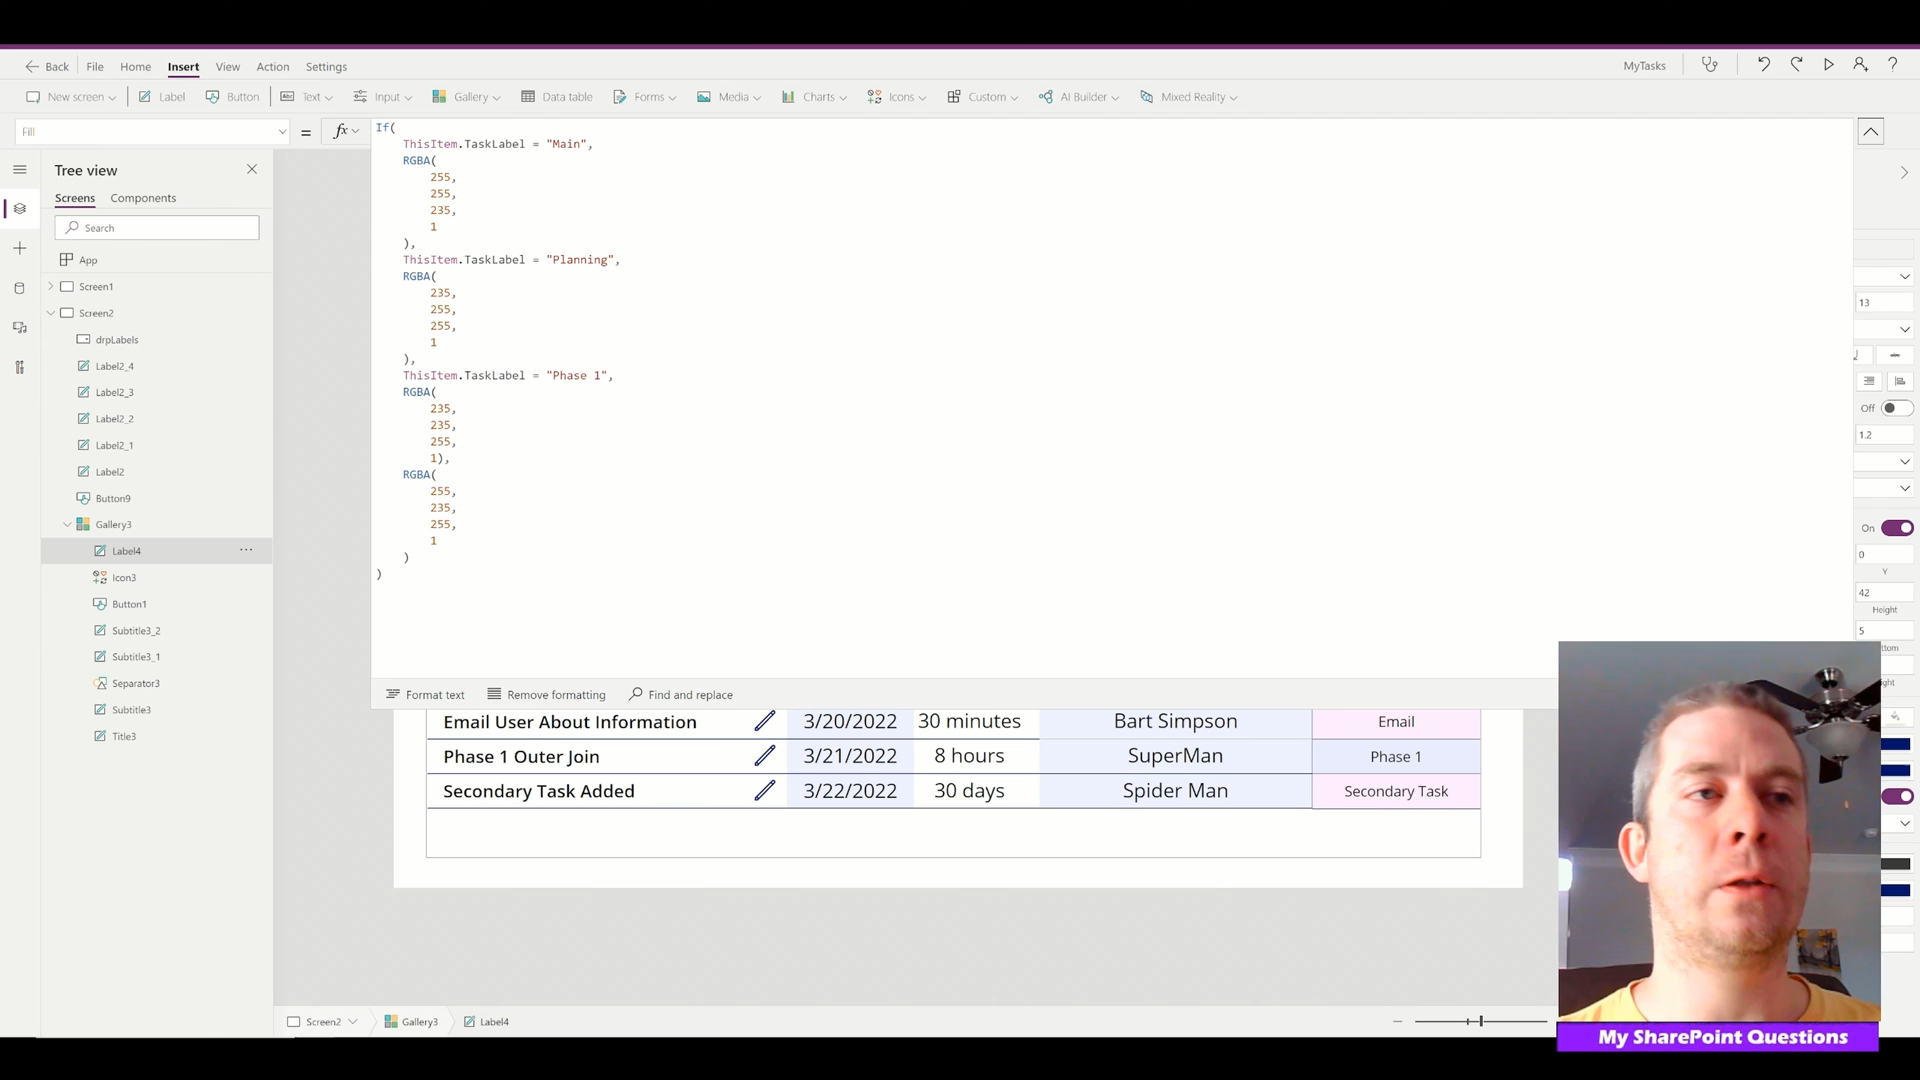 Back File Home Insert View Action Settings MyTasks ?
New screen Label Button Text Input Gallery Data table Forms Media Charts Icons Custom AI Builder Mixed Reality
Fill = fx
If(
ThisItem.TaskLabel = "Main",
RGBA(
255,
255,
235,
1
),
ThisItem.TaskLabel = "Planning",
RGBA(
235,
255,
255,
1
),
ThisItem.TaskLabel = "Phase 1",
RGBA(
235,
235,
255,
1),
RGBA(
255,
235,
255,
1
)
)
Format text Remove formatting Find and replace
Tree view
Screens Components
Search
App
Screen1
Screen2
drpLabels
Label2_4
Label2_3
Label2_2
Label2_1
Label2
Button9
Gallery3
Label4 ...
Icon3
Button1
Subtitle3_2
Subtitle3_1
Separator3
Subtitle3
Title3
Email User About Information 3/20/2022 30 minutes Bart Simpson Email
Phase 1 Outer Join 3/21/2022 8 hours SuperMan Phase 1
Secondary Task Added 3/22/2022 30 days Spider Man Secondary Task
13
Off
1.2
On
0
Y
42
Height
5
Screen2 Gallery3 Label4
My SharePoint Questions